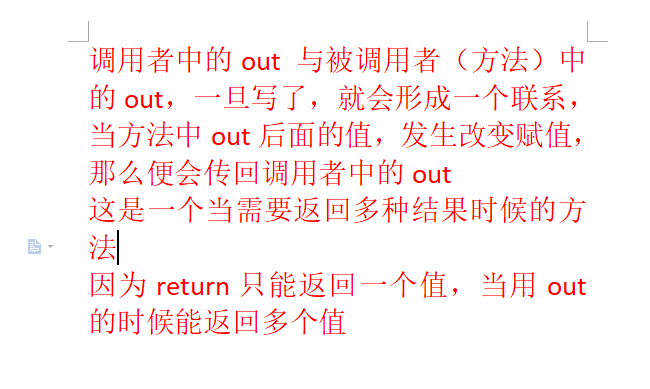 调用者中的 out  与被调用者（方法）中
的 out，一旦写了，就会形成一个联系，
当方法中 out 后面的值，发生改变赋值，
那么便会传回调用者中的 out
这是一个当需要返回多种结果时候的方
法
因为 return 只能返回一个值，当用 out
的时候能返回多个值